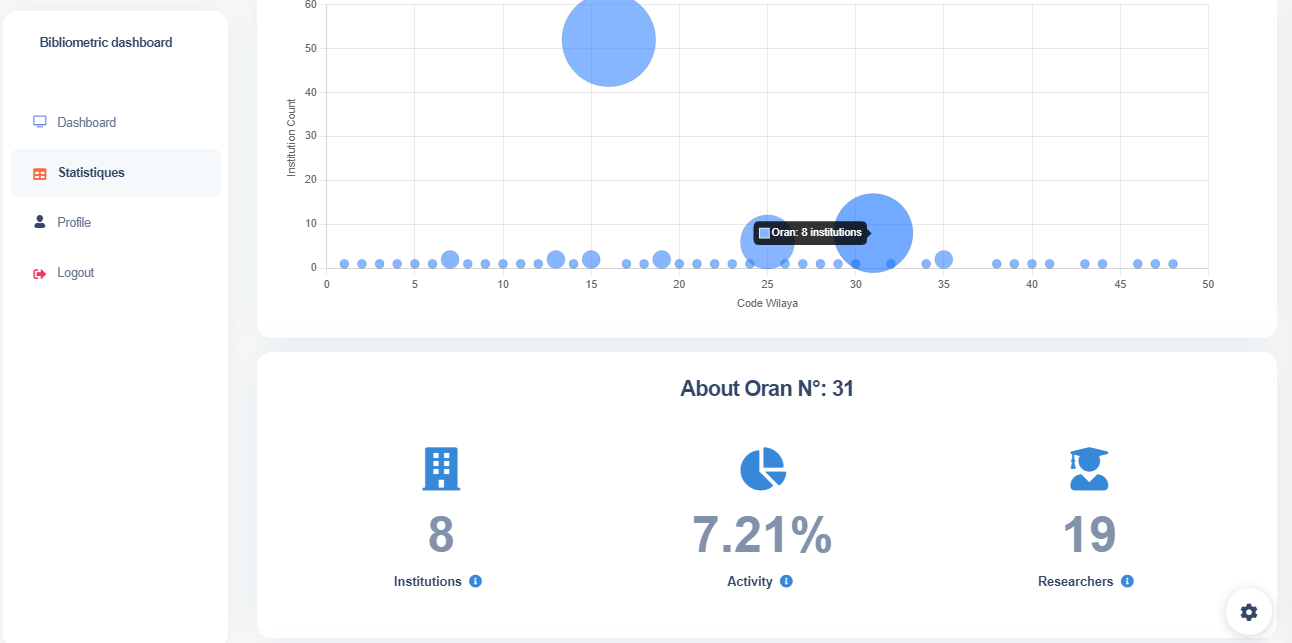 Bibliometric dashboard
Dashboard
Statistiques
Profile
Logout
60
50
40
30
20
10
0
Institution Count
Oran: 8 institutions
0 5 10 15 20 25 30 35 40 45 50
Code Wilaya
About Oran N°: 31
8 7.21% 19
Institutions Activity Researchers